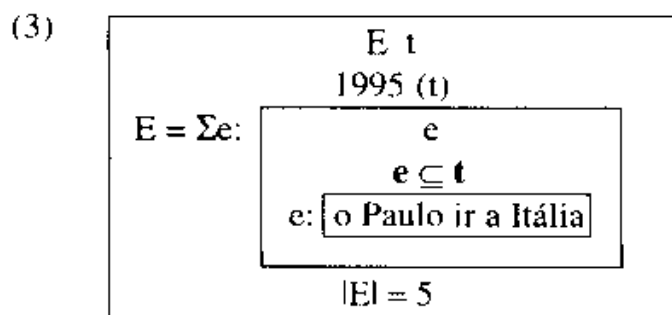 (3)
E t
1995 (t)
E = Σe:
e
e ⊆ t
e: o Paulo ir a Itália
|E| = 5